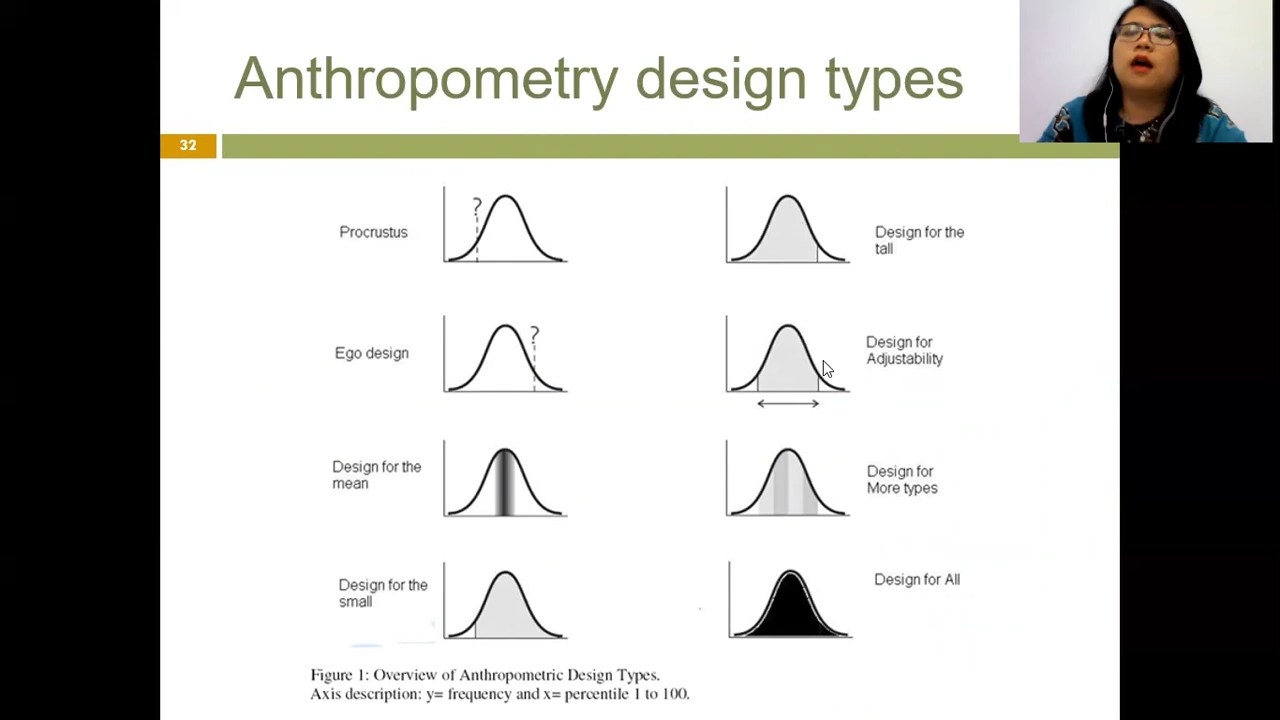 Anthropometry design types
32
Procrustus
?
Ego design
?
Design for the
mean
Design for the
small
Design for the
tall
Design for
Adjustability
Design for
More types
Design for All
Figure 1: Overview of Anthropometric Design Types.
Axis description: y= frequency and x= percentile 1 to 100.